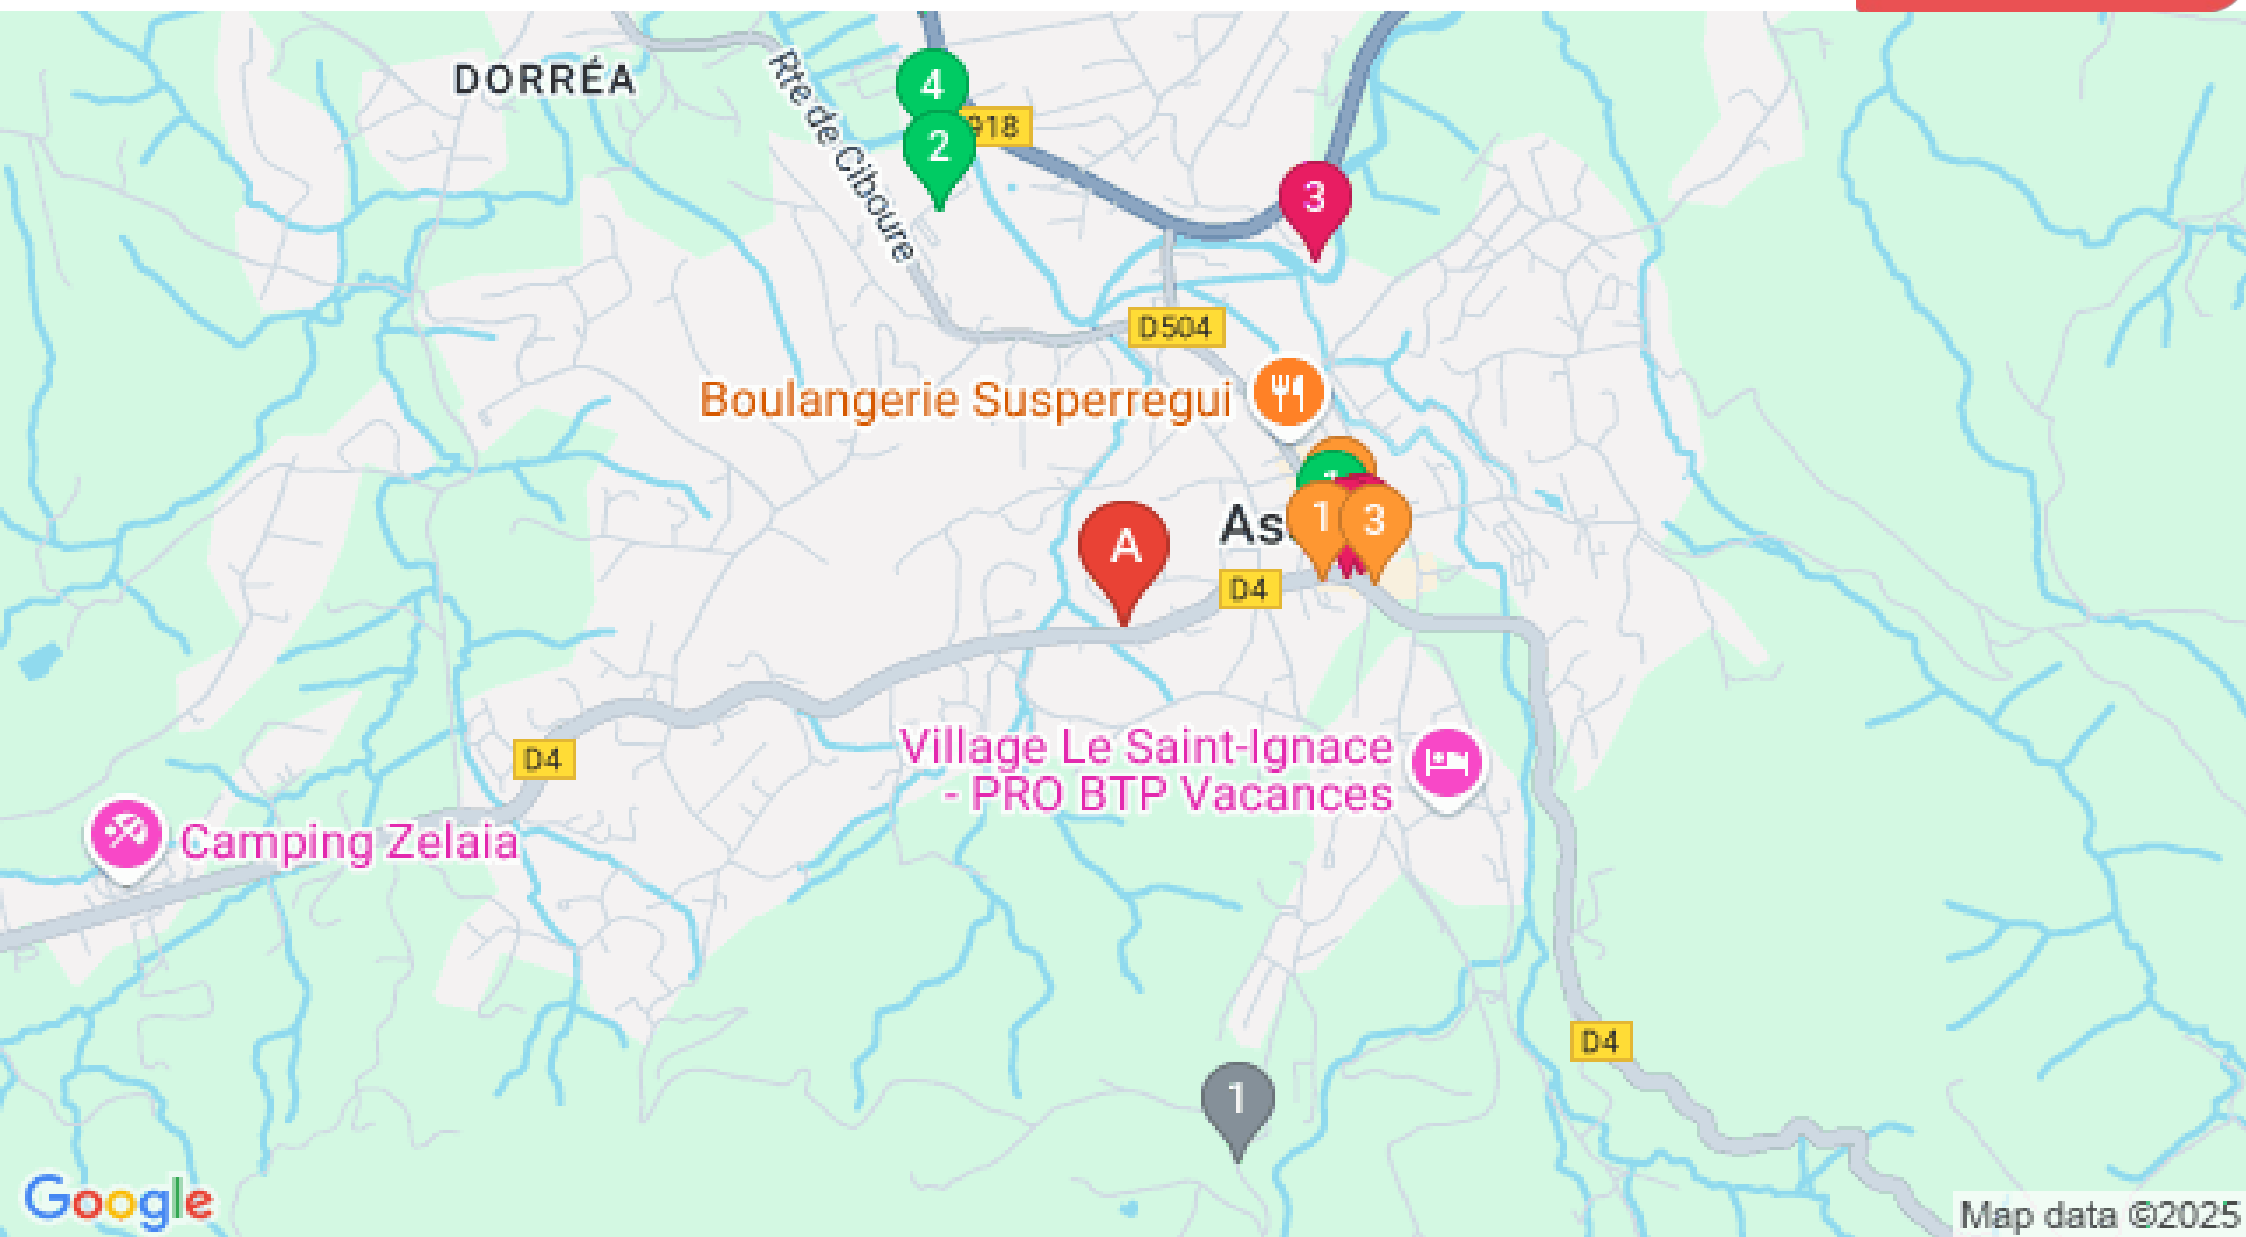 DORRÉA
4
918
2
Rte de Ciboure
3
D504
Boulangerie Susperregui
1
3
A
D4
Village Le Saint-Ignace
- PRO BTP Vacances
D4
Camping Zelaia
D4
1
Google
Map data ©2025